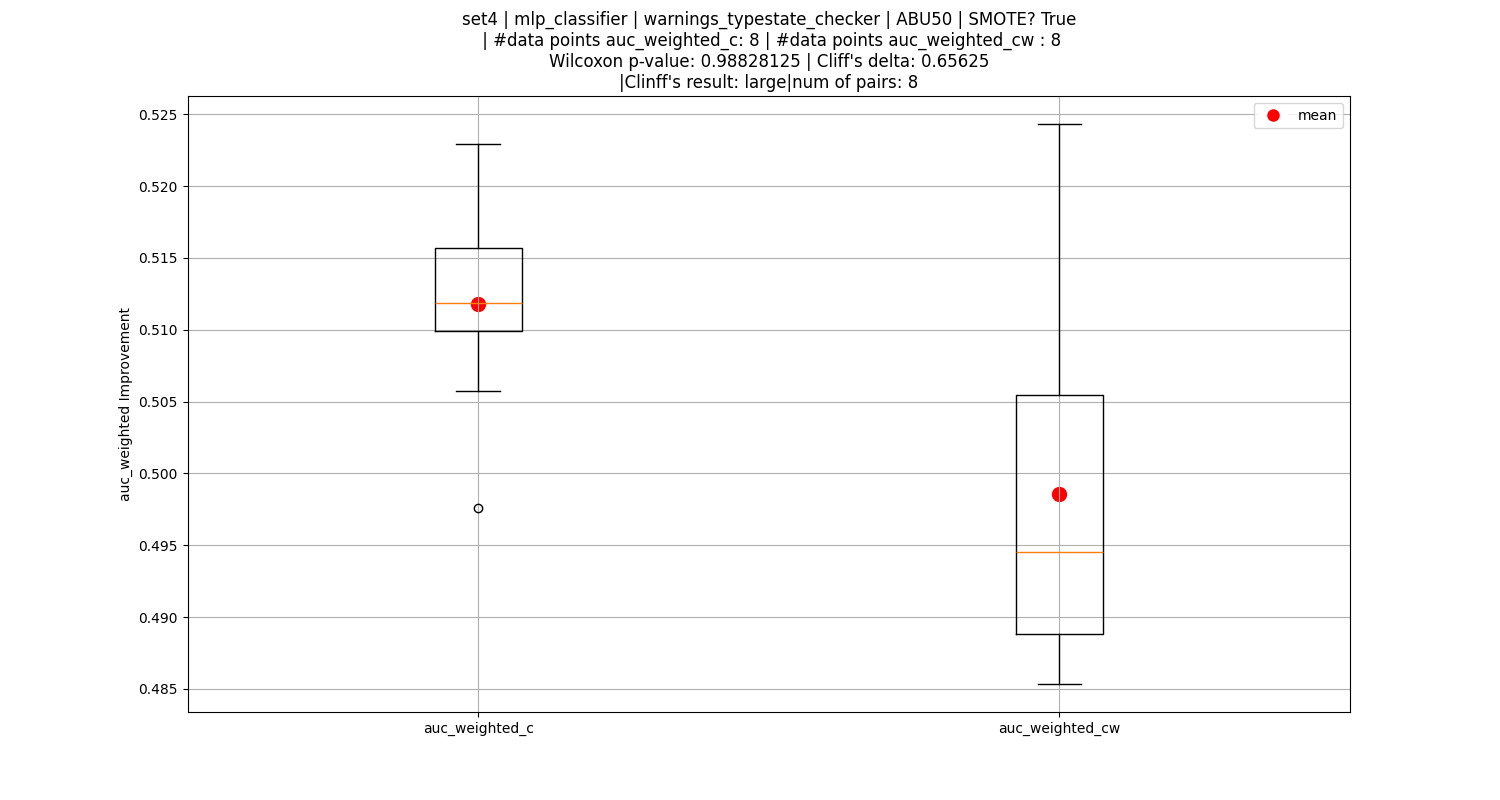 set4 | mlp_classifier | warnings_typestate_checker | ABU50 | SMOTE? True
| #data points auc_weighted_c: 8 | #data points auc_weighted_cw : 8
Wilcoxon p-value: 0.98828125 | Cliff's delta: 0.65625
|Clinff's result: large|num of pairs: 8
mean
0.525
0.520
0.515
0.510
0.505
0.500
0.495
0.490
0.485
auc_weighted Improvement
auc_weighted_c
auc_weighted_cw